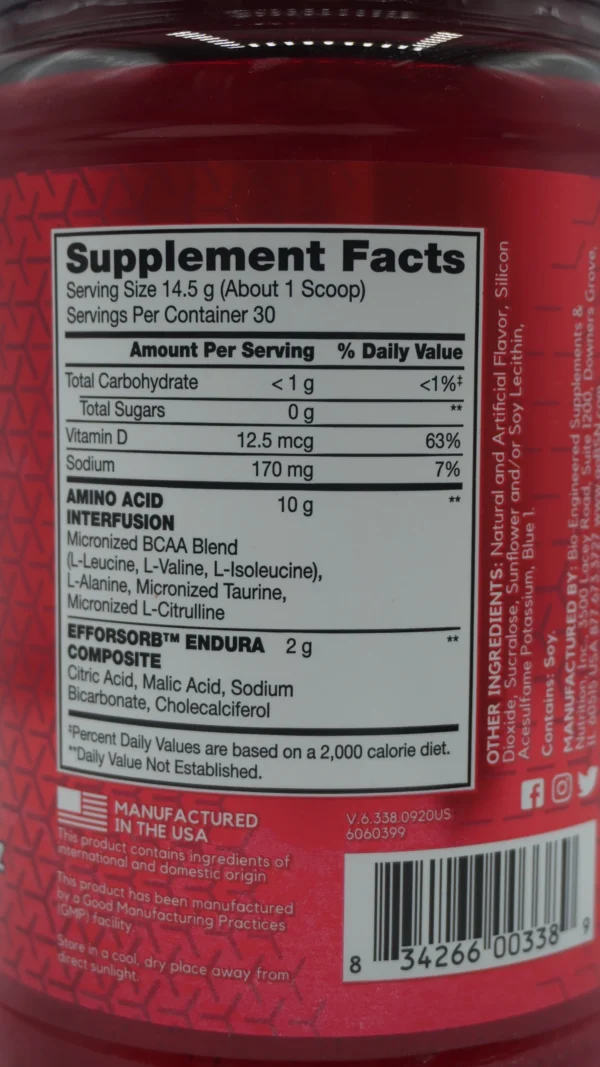 Supplement Facts
Serving Size 14.5 g (About 1 Scoop)
Servings Per Container 30
Amount Per Serving % Daily Value
Total Carbohydrate < 1 g <1%‡
Total Sugars 0 g **
Vitamin D 12.5 mcg 63%
Sodium 170 mg 7%
AMINO ACID 10 g **
INTERFUSION
Micronized BCAA Blend
(L-Leucine, L-Valine, L-Isoleucine),
L-Alanine, Micronized Taurine,
Micronized L-Citrulline
EFFORSORB™ ENDURA 2 g **
COMPOSITE
Citric Acid, Malic Acid, Sodium
Bicarbonate, Cholecalciferol
‡Percent Daily Values are based on a 2,000 calorie diet.
**Daily Value Not Established.
OTHER INGREDIENTS: Natural and Artificial Flavor, Silicon
Dioxide, Sucralose, Sunflower and/or Soy Lecithin,
Acesulfame Potassium, Blue 1.
Contains: Soy.
MANUFACTURED BY: Bio-Engineered Supplements &
Nutrition, Inc., 3500 Lacey Road, Suite 1200, Downers Grove,
IL 60515 USA 877.673.3727
MANUFACTURED
IN THE USA
This product contains ingredients of
international and domestic origin
This product has been manufactured
by a Good Manufacturing Practices
(GMP) facility.
Store in a cool, dry place away from
direct sunlight.
V.6.338.0920US
6060399
8 34266 00338 9